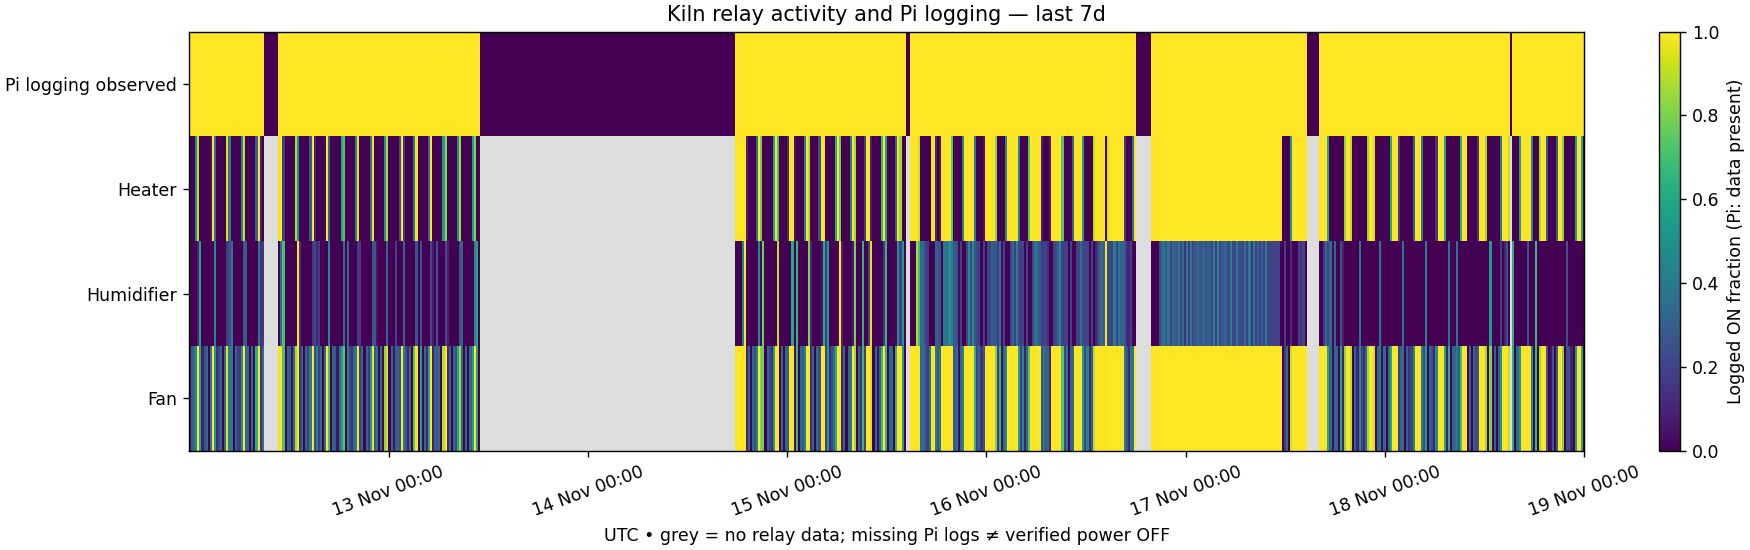 Kiln relay activity and Pi logging — last 7d
Pi logging observed
Heater
Humidifier
Fan
13 Nov 00:00
14 Nov 00:00
15 Nov 00:00
16 Nov 00:00
17 Nov 00:00
18 Nov 00:00
19 Nov 00:00
UTC • grey = no relay data; missing Pi logs ≠ verified power OFF
1.0
0.8
0.6
0.4
0.2
0.0
Logged ON fraction (Pi: data present)